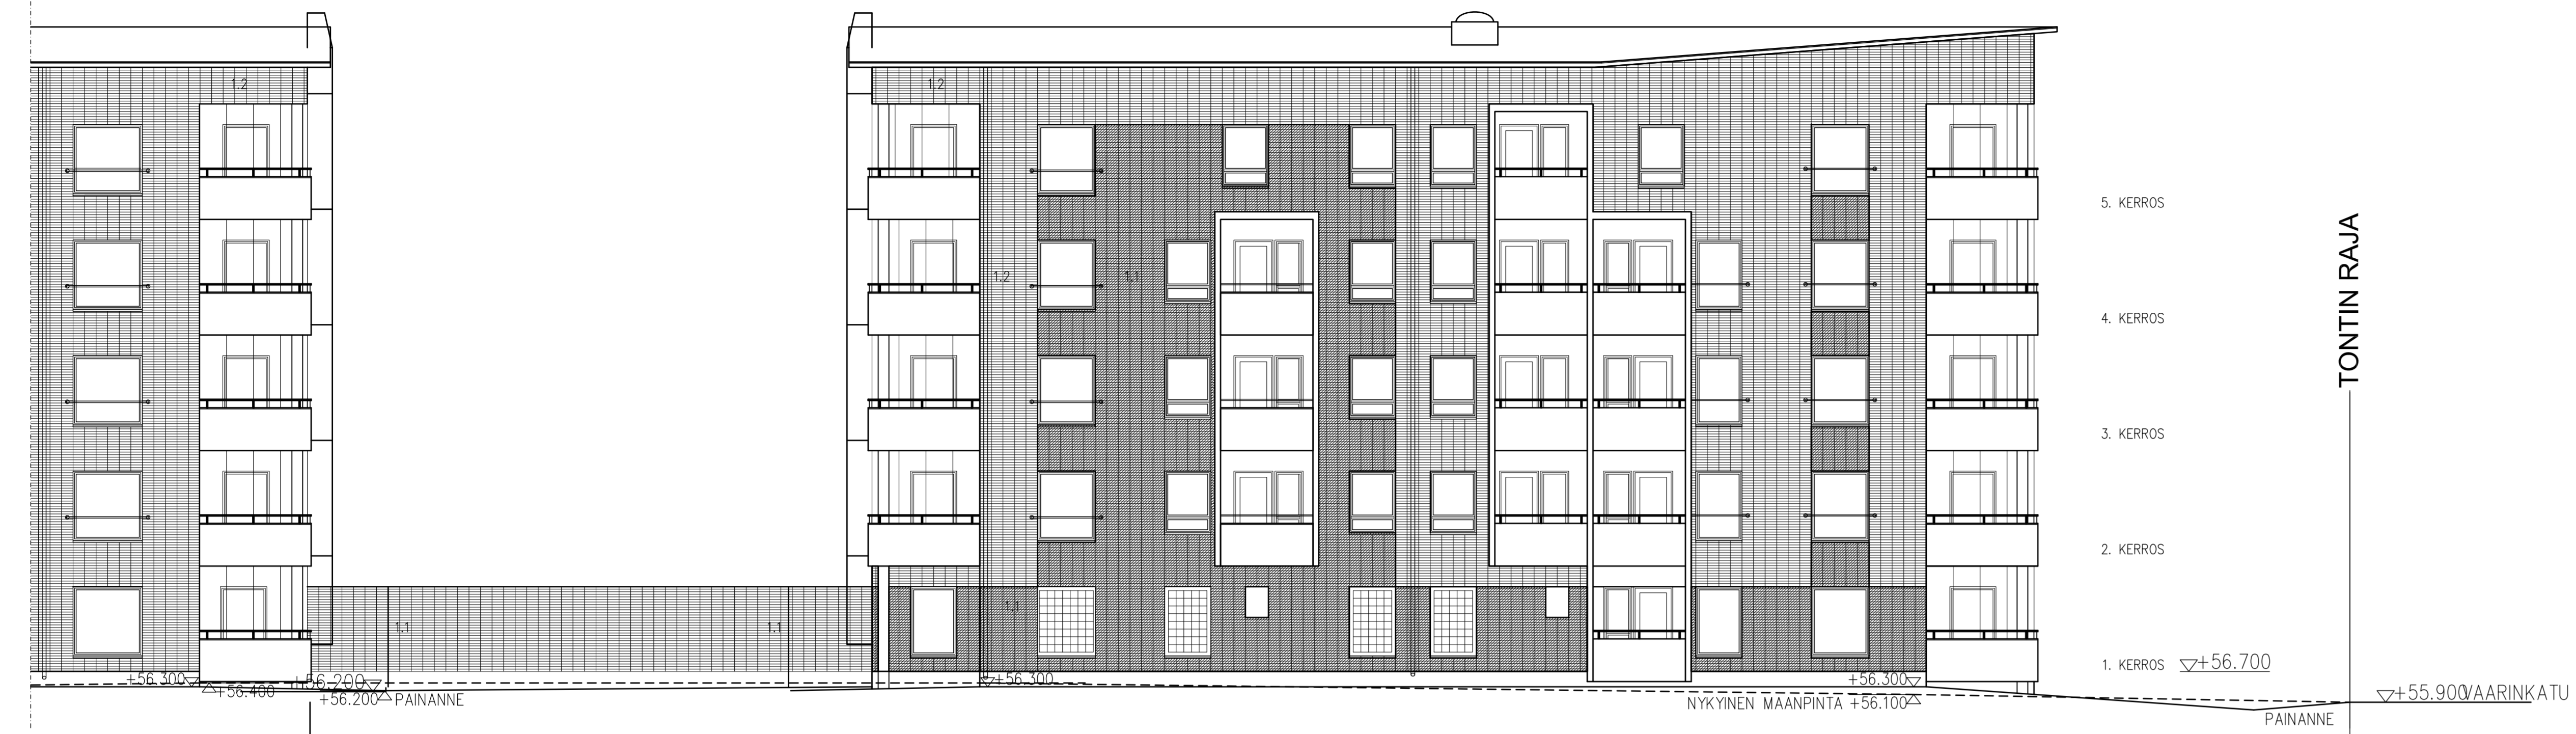 1.2
1.2
5. KERROS
TONTIN RAJA
1.2
1.1
4. KERROS
3. KERROS
2. KERROS
1.1
1.1
1.1
1. KERROS
+56.700
+56.300
+56.400
+56.200
+56.200
PAINANNE
+56.300
+56.300
NYKYINEN MAANPINTA +56.100
+55.900
VAARINKATU
PAINANNE